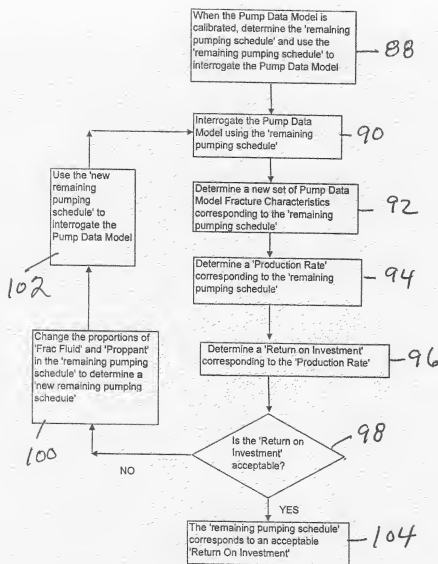 When the Pump Data Model is
calibrated, determine the 'remaining
pumping schedule' and use the
'remaining pumping schedule' to
interrogate the Pump Data Model
88
Interrogate the Pump Data
Model using the 'remaining
pumping schedule'
90
Use the 'new
remaining
pumping
schedule' to
interrogate the
Pump Data Model
102
Determine a new set of Pump Data
Model Fracture Characteristics
corresponding to the 'remaining
pumping schedule'
92
Determine a 'Production Rate'
corresponding to the 'remaining
pumping schedule'
94
Change the proportions of
'Frac Fluid' and 'Proppant'
in the 'remaining pumping
schedule' to determine a
'new remaining pumping
schedule'
100
Determine a 'Return on Investment'
corresponding to the 'Production Rate'
96
Is the 'Return on
Investment'
acceptable?
98
NO
YES
The 'remaining pumping schedule'
corresponds to an acceptable
'Return On Investment'
104